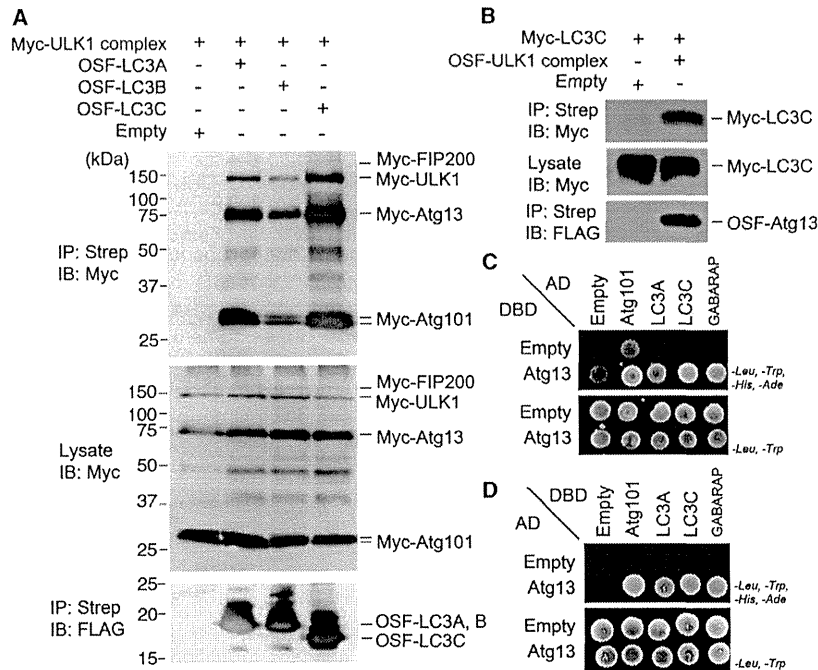 A
Myc-ULK1 complex + + + +
OSF-LC3A - + - -
OSF-LC3B - - + -
OSF-LC3C - - - +
Empty + - - -
(kDa)
150-
100-
75-
50-
37-
25-
IP: Strep
IB: Myc
Myc-FIP200
Myc-ULK1
Myc-Atg13
Myc-Atg101
150-
100-
75-
50-
37-
25-
Lysate
IB: Myc
Myc-FIP200
Myc-ULK1
Myc-Atg13
Myc-Atg101
25-
20-
15-
IP: Strep
IB: FLAG
OSF-LC3A, B
OSF-LC3C
B
Myc-LC3C + +
OSF-ULK1 complex - +
Empty + -
IP: Strep
IB: Myc
Myc-LC3C
Lysate
IB: Myc
Myc-LC3C
IP: Strep
IB: FLAG
OSF-Atg13
C
AD
DBD
Empty
Atg101
LC3A
LC3C
GABARAP
Empty
Atg13
-Leu, -Trp,
-His, -Ade
Empty
Atg13
-Leu, -Trp
D
DBD
AD
Empty
Atg101
LC3A
LC3C
GABARAP
Empty
Atg13
-Leu, -Trp,
-His, -Ade
Empty
Atg13
-Leu, -Trp